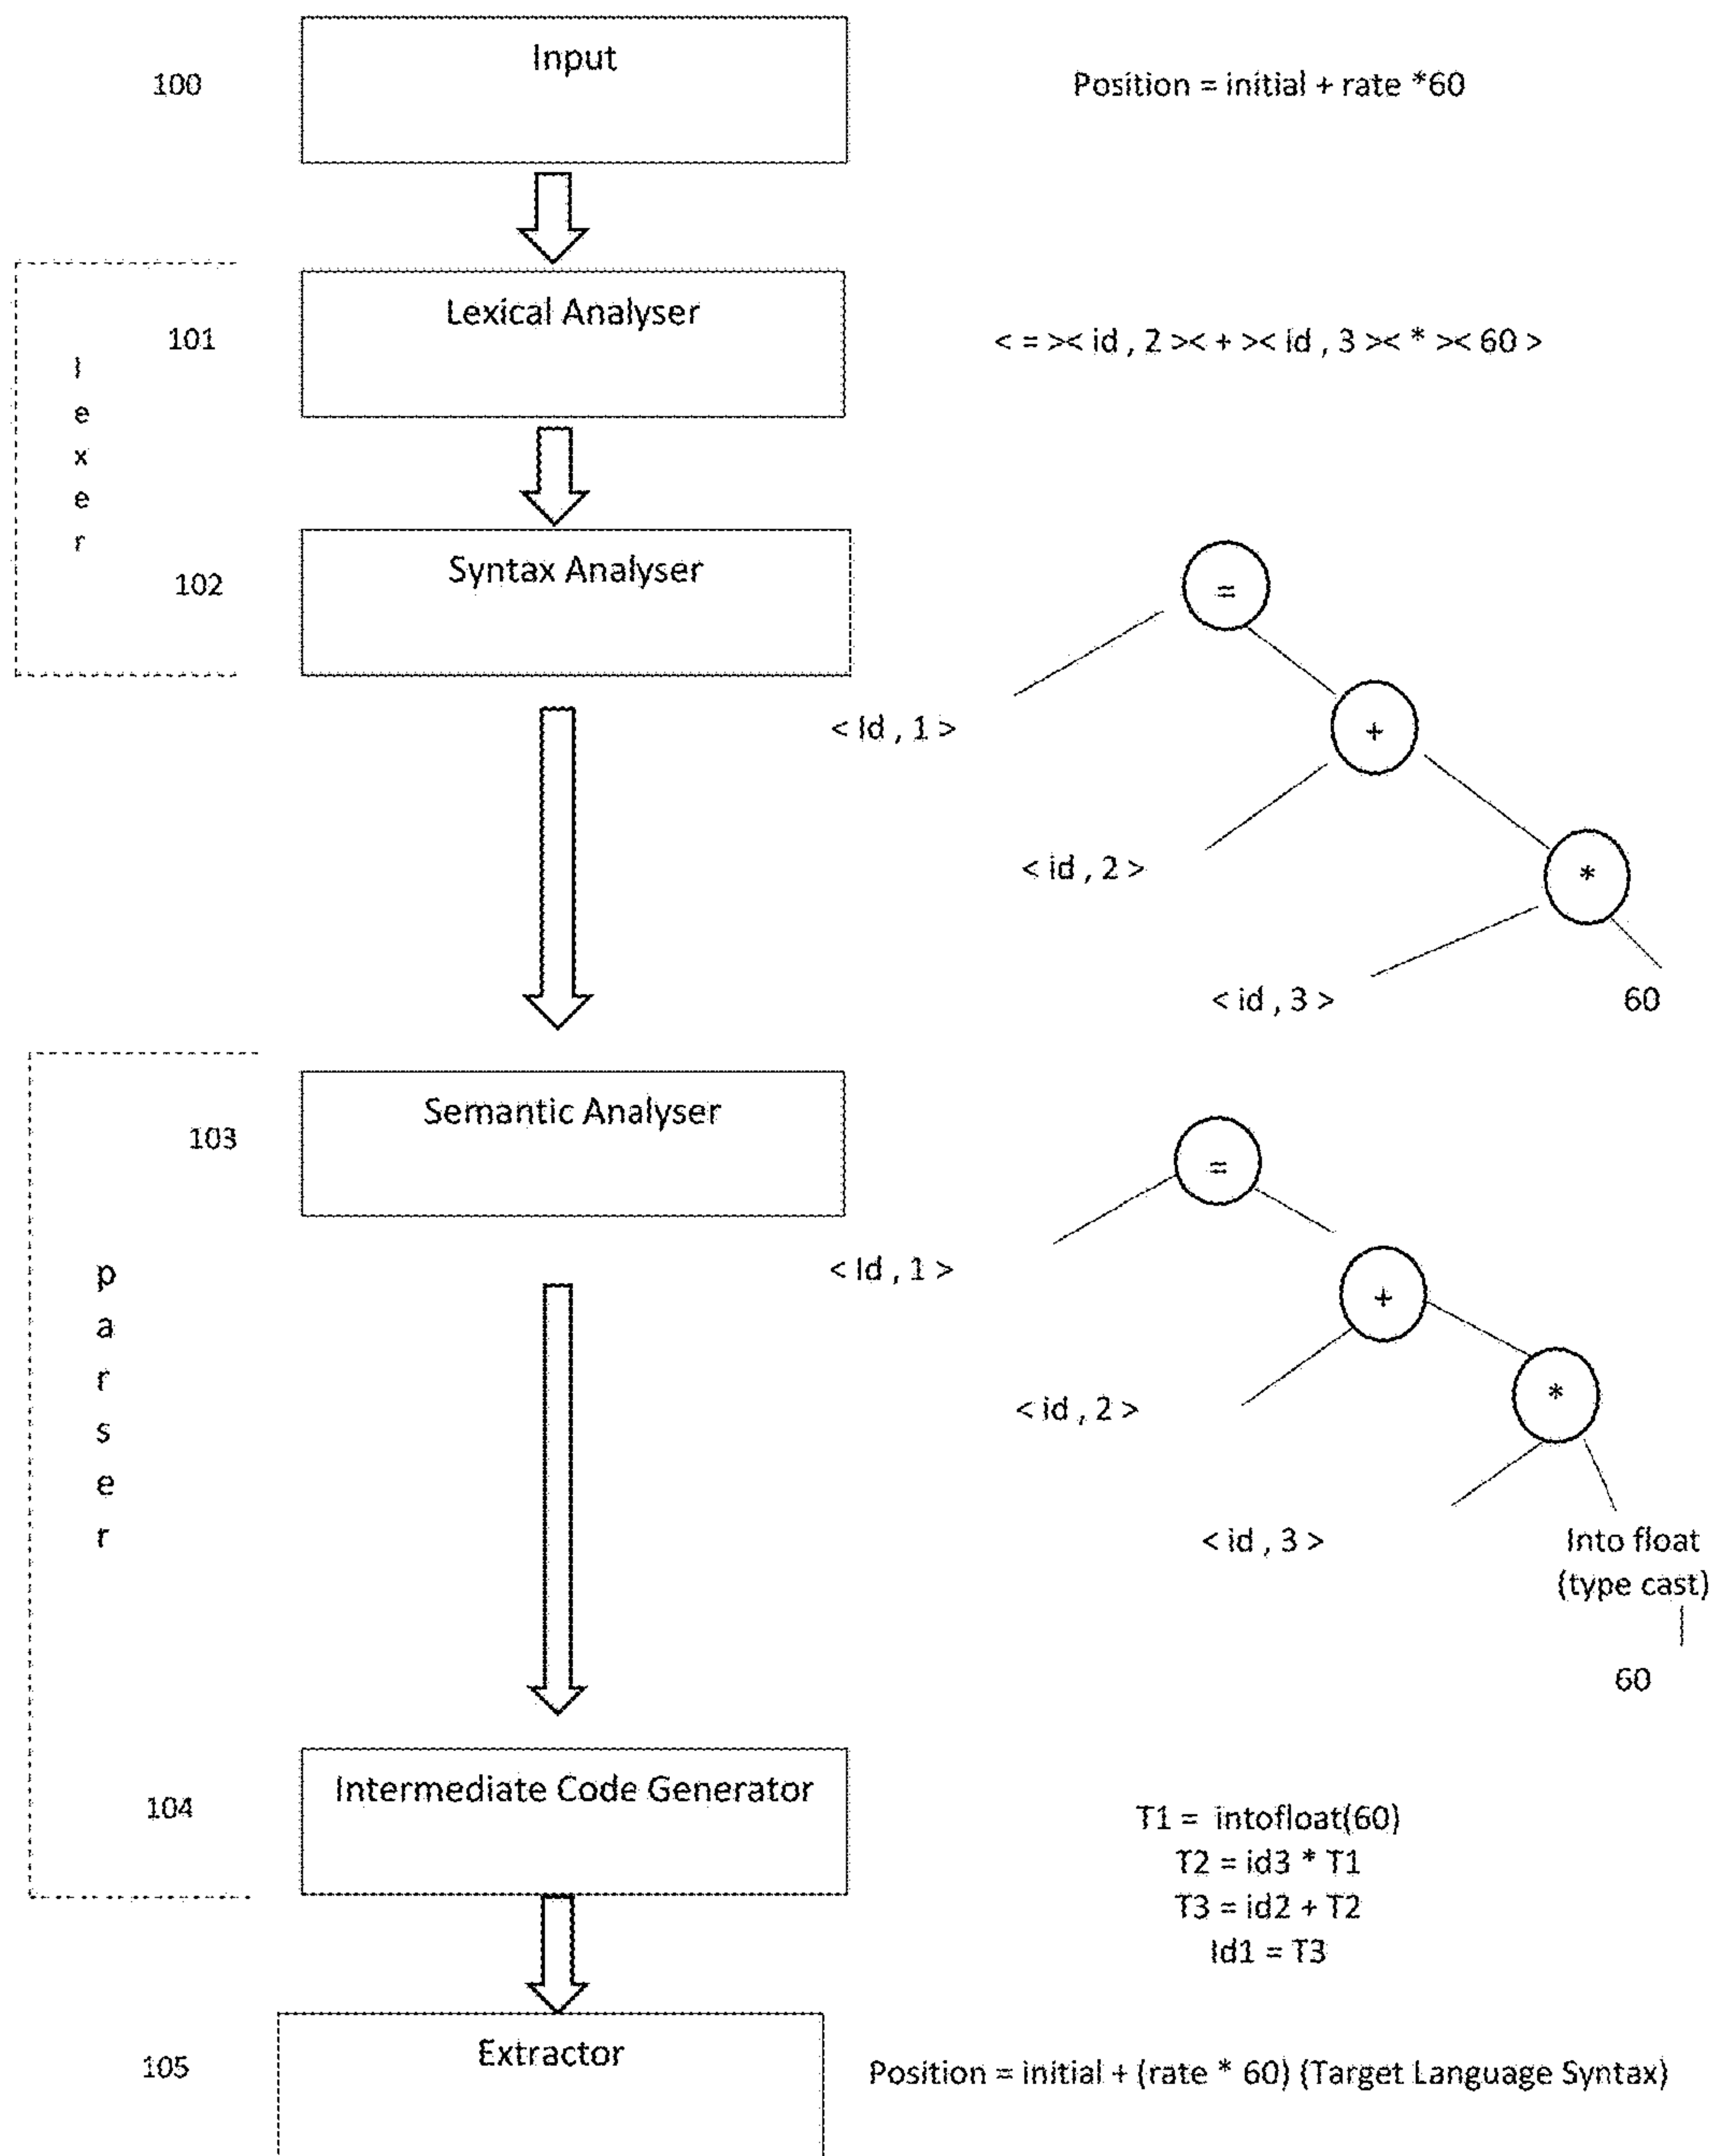 Input
100
Position = initial + rate *60
Lexical Analyser
101
< = >< id , 2 >< + >< id , 3 >< * >< 60 >
lexer
Syntax Analyser
102
=
< Id , 1 >
+
< id , 2 >
*
< id , 3 >
60
Semantic Analyser
103
=
< Id , 1 >
+
parser
*
< id , 2 >
< id , 3 >
Into float
(type cast)
60
Intermediate Code Generator
104
T1 = intofloat(60)
T2 = id3 * T1
T3 = id2 + T2
Id1 = T3
Extractor
105
Position = initial + (rate * 60) (Target Language Syntax)